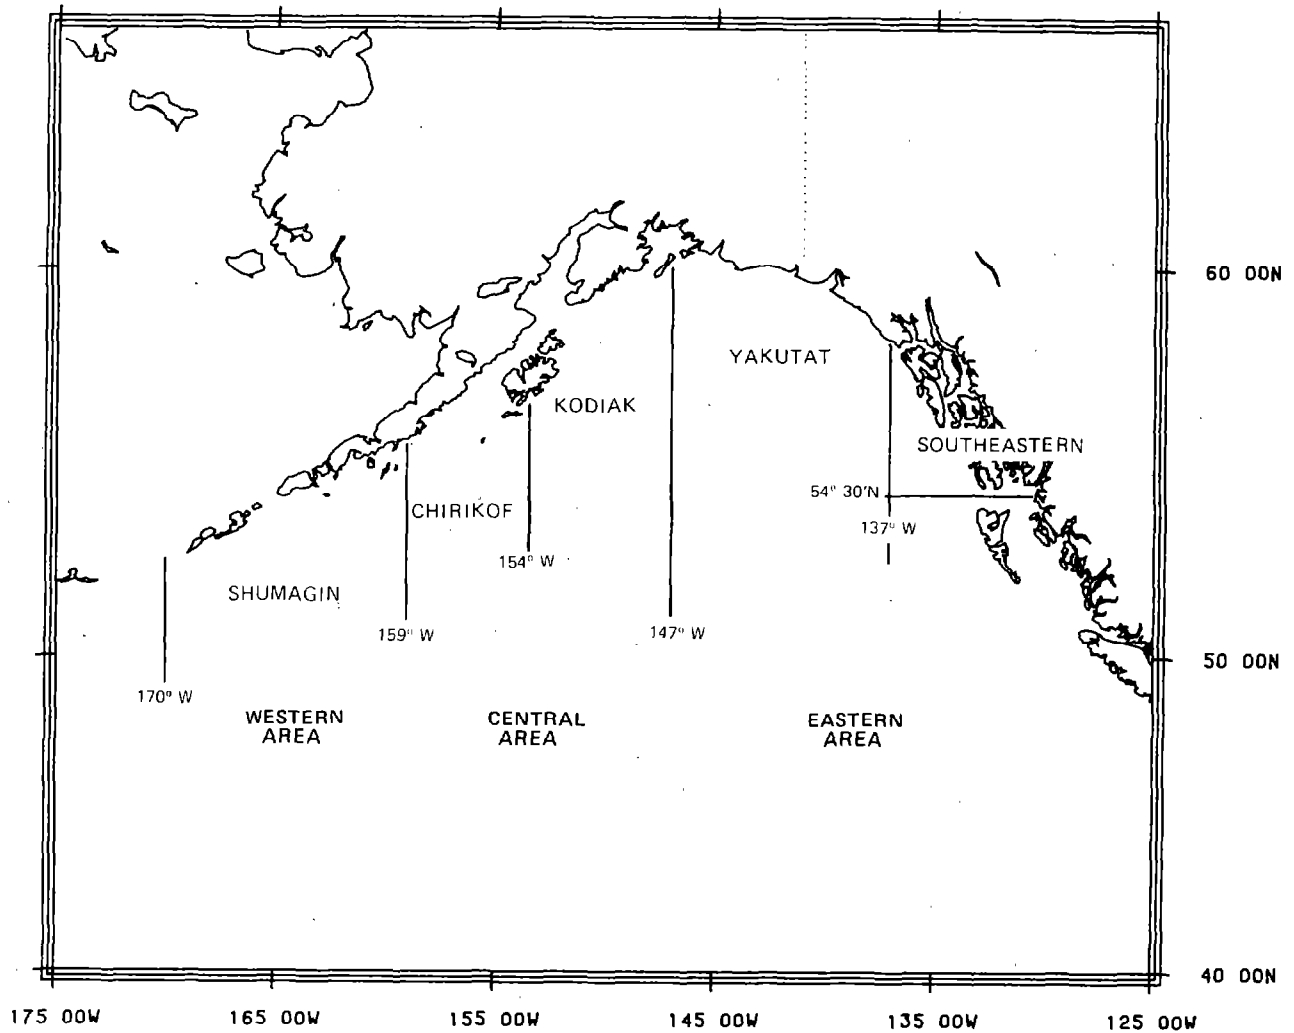 60 00N
YAKUTAT
KODIAK
SOUTHEASTERN
54° 30'N
CHIRIKOF
137° W
154° W
SHUMAGIN
159° W
147° W
50 00N
170° W
WESTERN
AREA
CENTRAL
AREA
EASTERN
AREA
40 00N
175 00W
165 00W
155 00W
145 00W
135 00W
125 00W